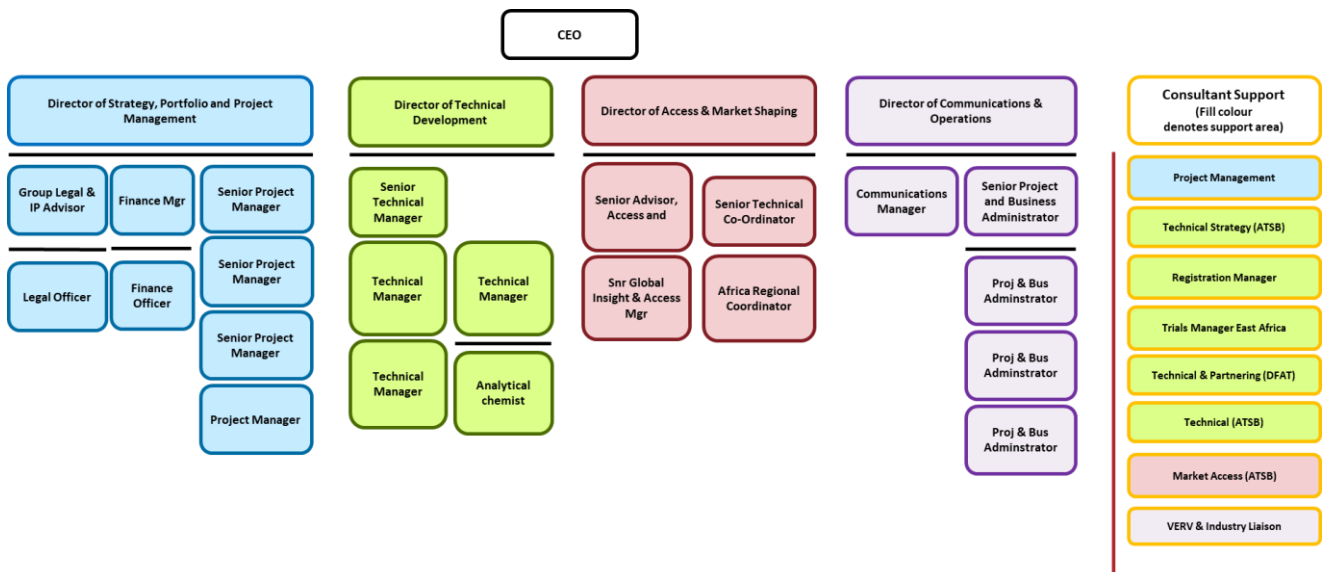 CEO
Director of Strategy, Portfolio and Project
Management
Group Legal &
IP Advisor
Finance Mgr
Senior Project
Manager
Senior Project
Manager
Legal Officer
Finance
Officer
Senior Project
Manager
Project Manager
Director of Technical
Development
Senior
Technical
Manager
Technical
Manager
Technical
Manager
Technical
Manager
Analytical
chemist
Director of Access & Market Shaping
Senior Advisor,
Access and
Senior Technical
Co-Ordinator
Snr Global
Insight & Access
Mgr
Africa Regional
Coordinator
Director of Communications &
Operations
Communications
Manager
Senior Project
and Business
Administrator
Proj & Bus
Adminstrator
Proj & Bus
Adminstrator
Proj & Bus
Adminstrator
Consultant Support
(Fill colour
denotes support area)
Project Management
Technical Strategy (ATSB)
Registration Manager
Trials Manager East Africa
Technical & Partnering (DFAT)
Technical (ATSB)
Market Access (ATSB)
VERV & Industry Liaison